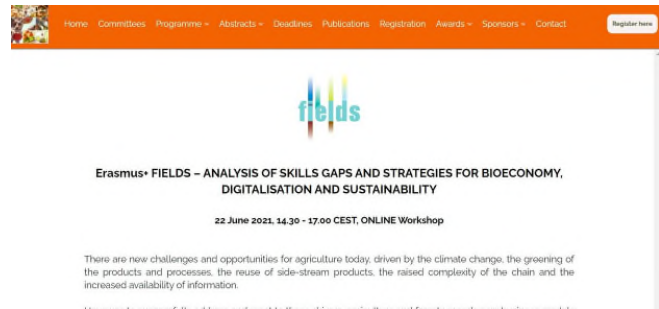 Home Committees Programme Abstracts Deadlines Publications Registration Awards Sponsors Contact Register here
fields
Erasmus+ FIELDS – ANALYSIS OF SKILLS GAPS AND STRATEGIES FOR BIOECONOMY,
DIGITALISATION AND SUSTAINABILITY
22 June 2021, 14.30 - 17.00 CEST, ONLINE Workshop
There are new challenges and opportunities for agriculture today, driven by the climate change, the greening of
the products and processes, the reuse of side-stream products, the raised complexity of the chain and the
increased availability of information.